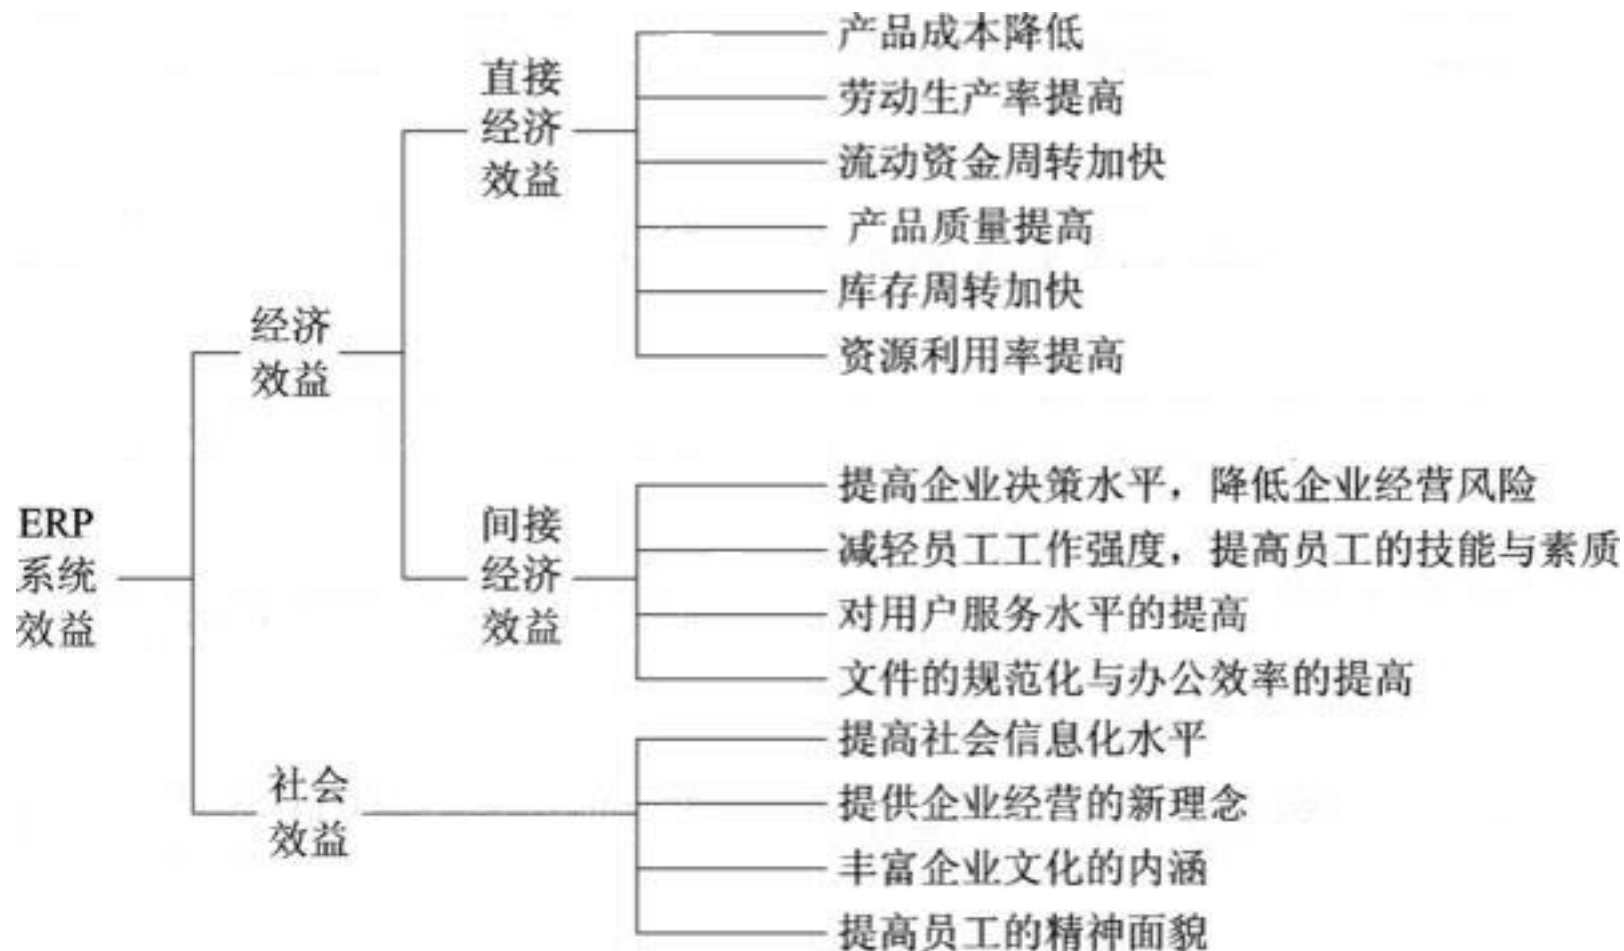 ERP
系统
效益
经济
效益
直接
经济
效益
产品成本降低
劳动生产率提高
流动资金周转加快
产品质量提高
库存周转加快
资源利用率提高
间接
经济
效益
提高企业决策水平，降低企业经营风险
减轻员工工作强度，提高员工的技能与素质
对用户服务水平的提高
文件的规范化与办公效率的提高
社会
效益
提高社会信息化水平
提供企业经营的新理念
丰富企业文化的内涵
提高员工的精神面貌